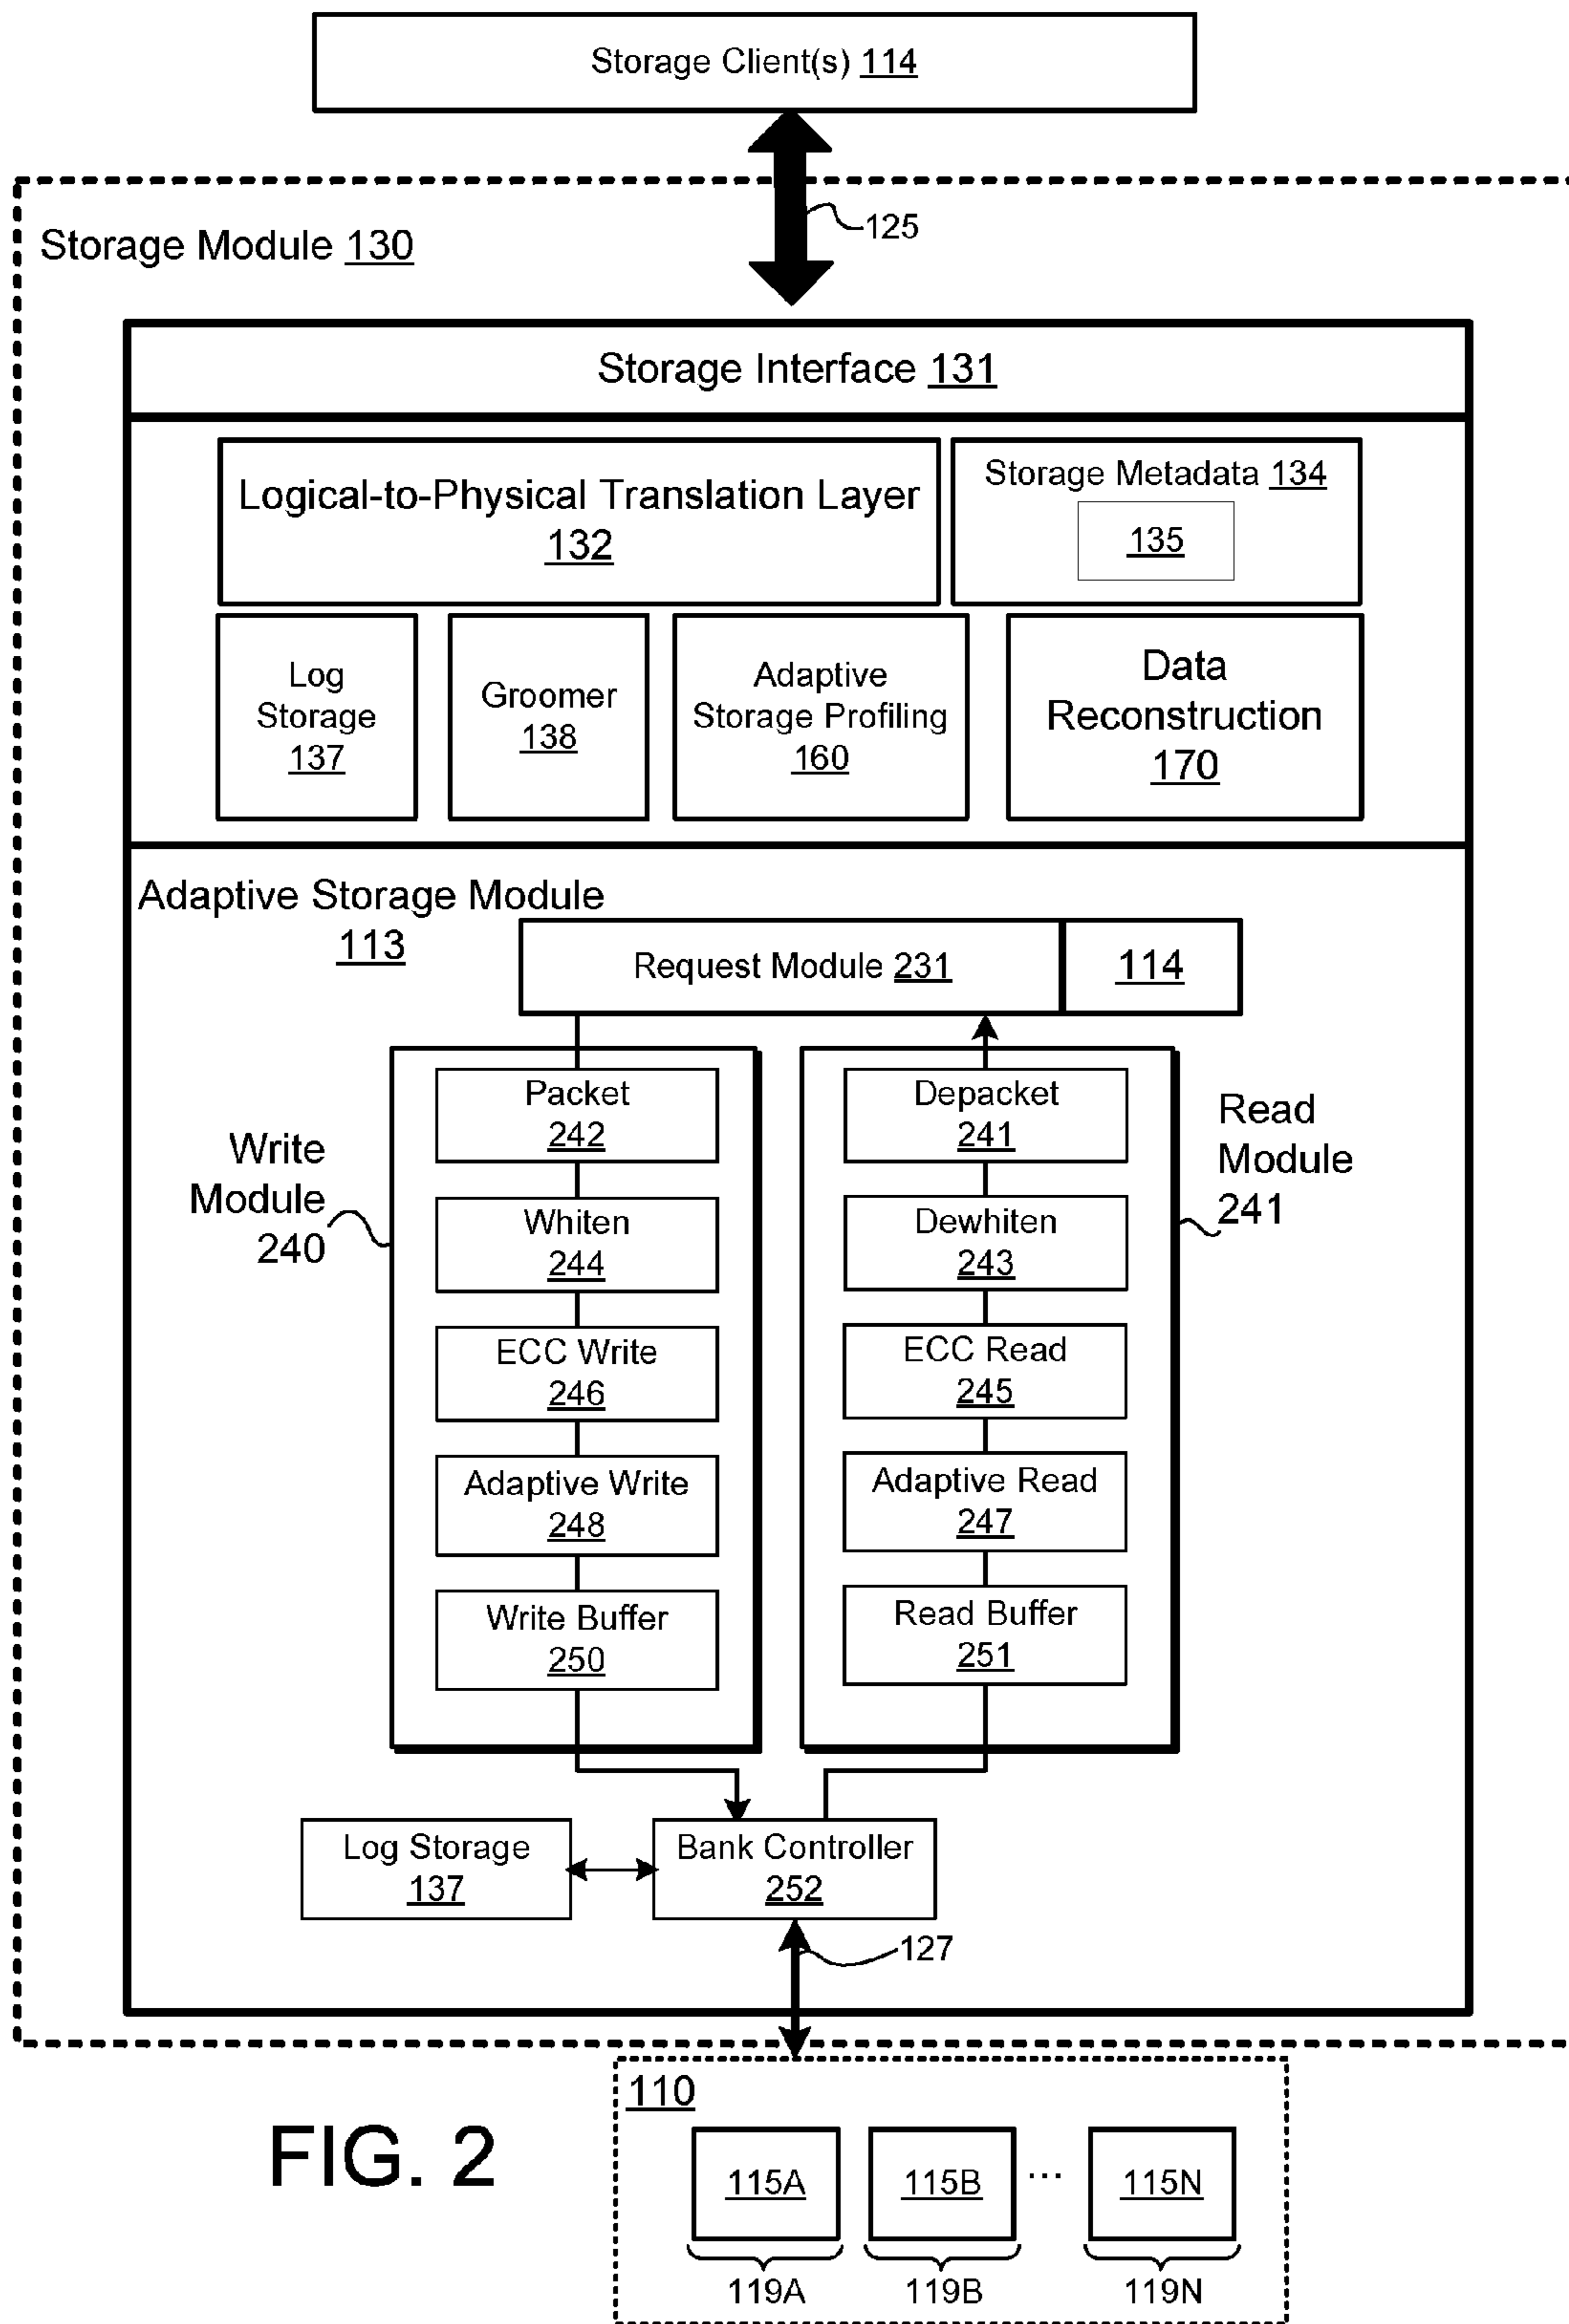 Storage Client(s) 114
125
Storage Module 130
Storage Interface 131
Logical-to-Physical Translation Layer
132
Storage Metadata 134
135
Log
Storage
137
Groomer
138
Adaptive
Storage Profiling
160
Data
Reconstruction
170
Adaptive Storage Module
113
Request Module 231
114
Write
Module
240
Packet
242
Whiten
244
ECC Write
246
Adaptive Write
248
Write Buffer
250
Depacket
241
Dewhiten
243
ECC Read
245
Adaptive Read
247
Read Buffer
251
Read
Module
241
Log Storage
137
Bank Controller
252
127
110
115A
115B
...
115N
119A
119B
119N
FIG. 2